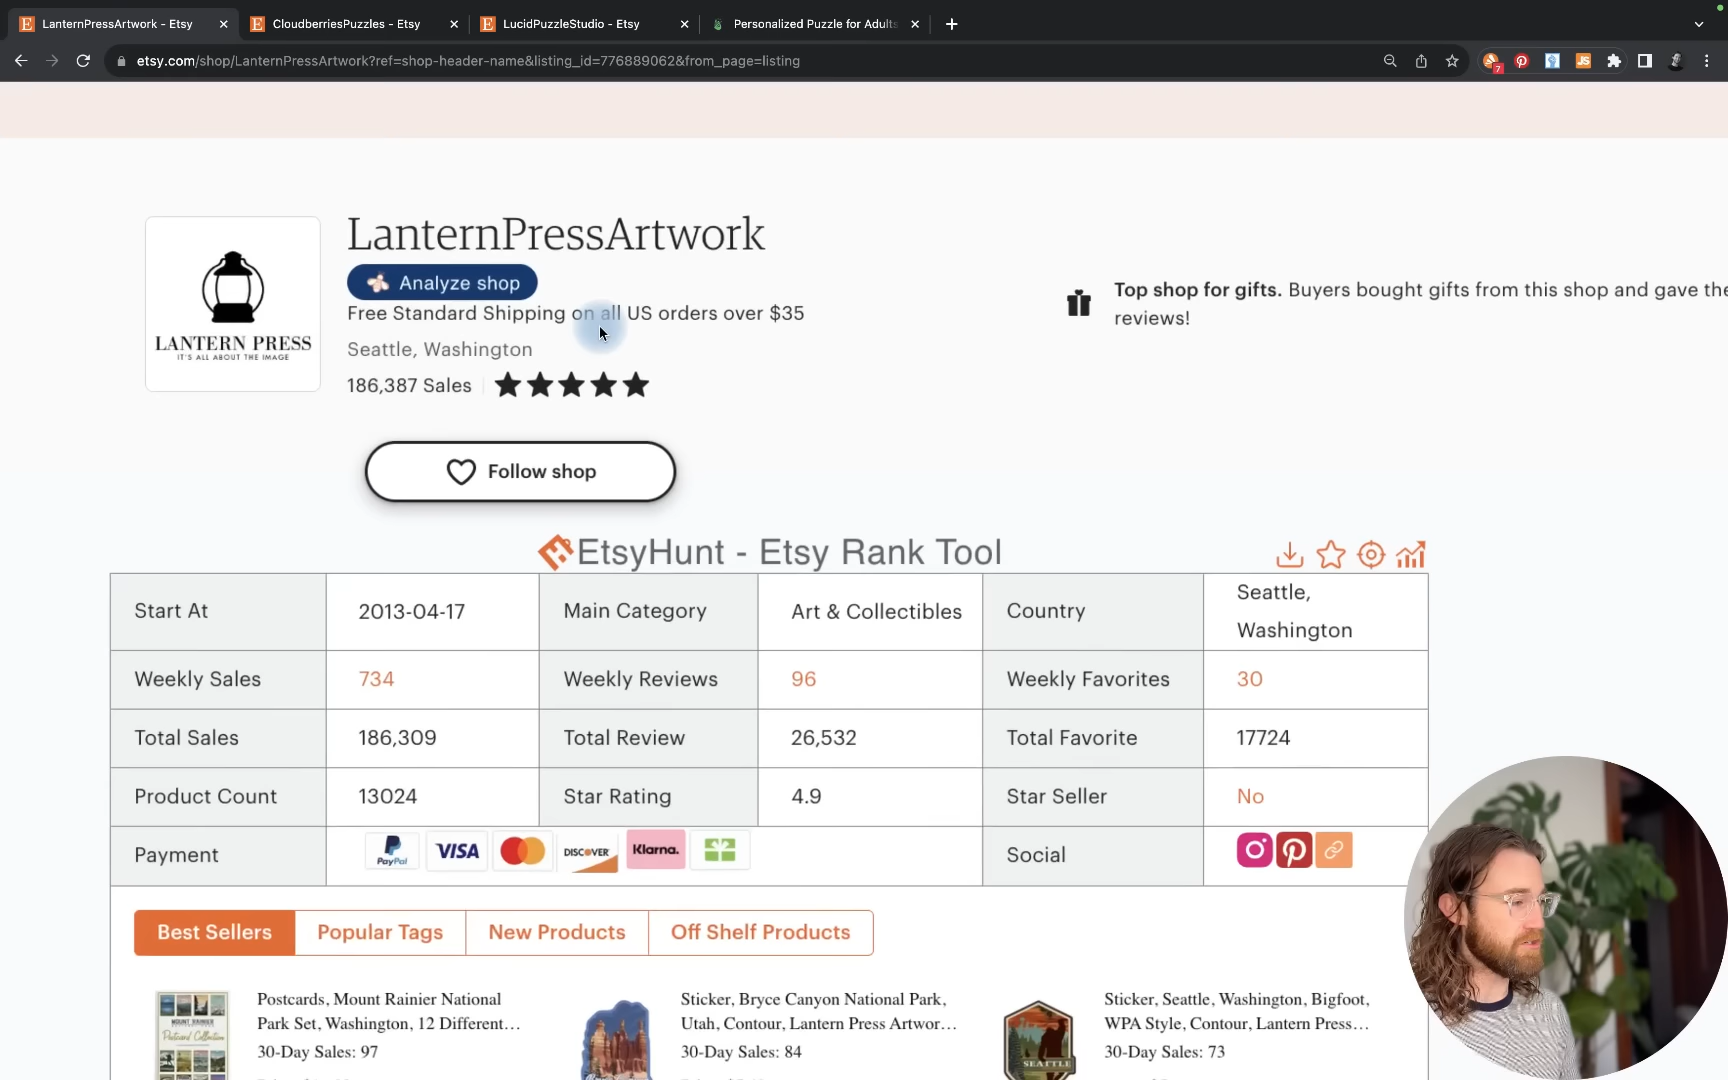 LanternPressArtwork - Etsy
CloudberriesPuzzles - Etsy
LucidPuzzleStudio - Etsy
Personalized Puzzle for Adults
etsy.com/shop/LanternPressArtwork?ref=shop-header-name&listing_id=776889062&from_page=listing
7
JS
LANTERN PRESS
IT'S ALL ABOUT THE IMAGE
LanternPressArtwork
Analyze shop
Free Standard Shipping on all US orders over $35
Seattle, Washington
186,387 Sales
Top shop for gifts. Buyers bought gifts from this shop and gave the
reviews!
Follow shop
EtsyHunt - Etsy Rank Tool
Start At 2013-04-17 Main Category Art & Collectibles Country Seattle, Washington
Weekly Sales 734 Weekly Reviews 96 Weekly Favorites 30
Total Sales 186,309 Total Review 26,532 Total Favorite 17724
Product Count 13024 Star Rating 4.9 Star Seller No
Payment PayPal VISA DISCOVER Klarna. Social
Best Sellers Popular Tags New Products Off Shelf Products
Postcards, Mount Rainier National
Park Set, Washington, 12 Different...
30-Day Sales: 97
Sticker, Bryce Canyon National Park,
Utah, Contour, Lantern Press Artwor...
30-Day Sales: 84
SEATTLE
Sticker, Seattle, Washington, Bigfoot,
WPA Style, Contour, Lantern Press...
30-Day Sales: 73